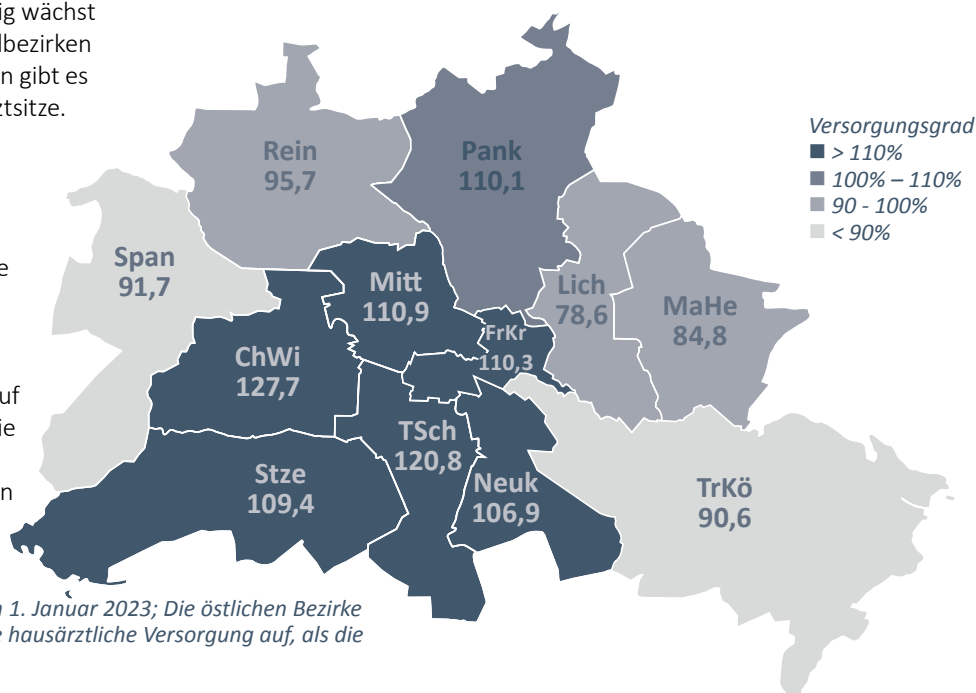 ig wächst
lbezirken
n gibt es
ztsitze.
e
uf
ie
n
Versorgungsgrad
> 110%
100% – 110%
90 - 100%
< 90%
Rein
95,7
Pank
110,1
Span
91,7
Mitt
110,9
Lich
78,6
MaHe
84,8
FrKr
110,3
ChWi
127,7
TSch
120,8
Stze
109,4
Neuk
106,9
TrKö
90,6
n 1. Januar 2023; Die östlichen Bezirke
e hausärztliche Versorgung auf, als die